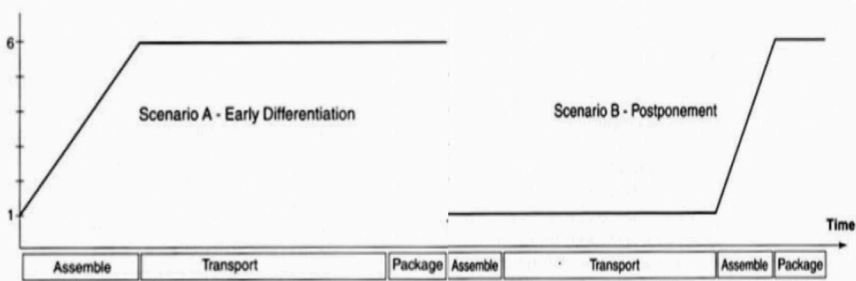 6
Scenario A - Early Differentiation
Scenario B - Postponement
1
Time
Assemble Transport Package Assemble Transport Assemble Package